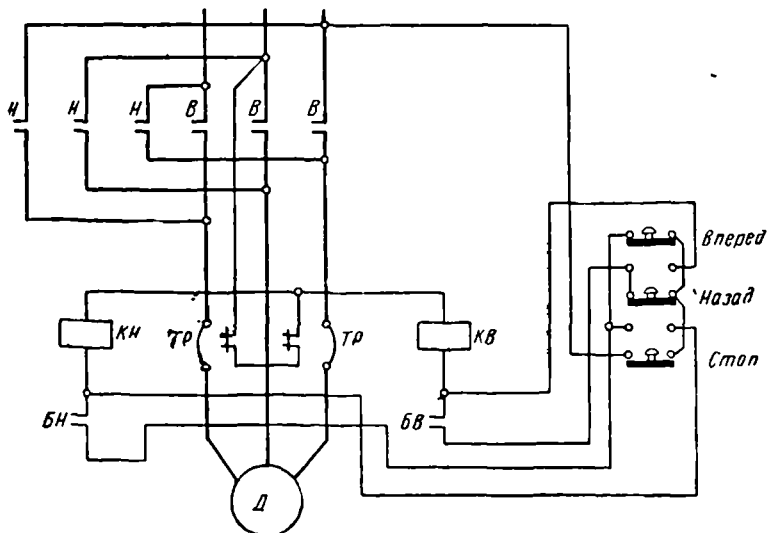 И Н Н В В В
Вперед
Назад
Стоп
КН ТР ТР КВ
БН БВ
Д